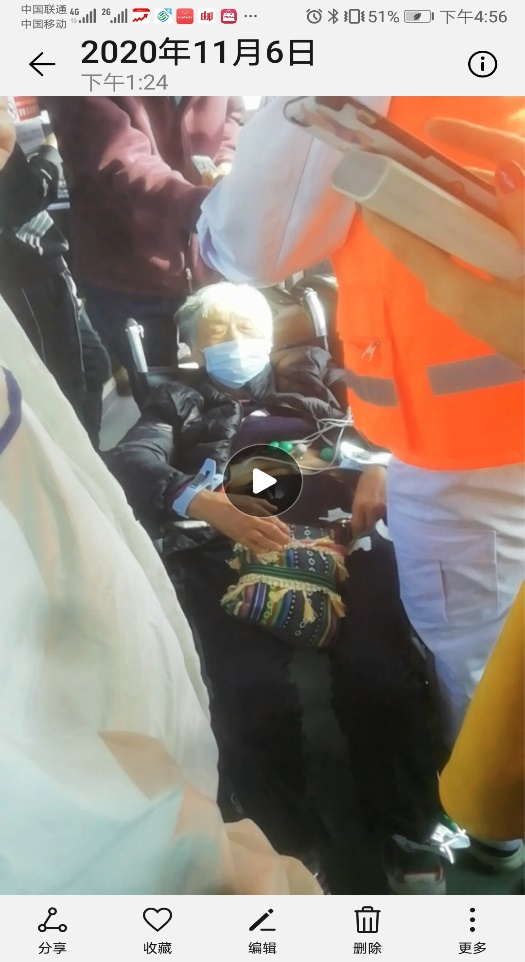 中国联通 4G 2G
中国移动
51% 下午4:56
2020年11月6日
下午1:24
分享 收藏 编辑 删除 更多